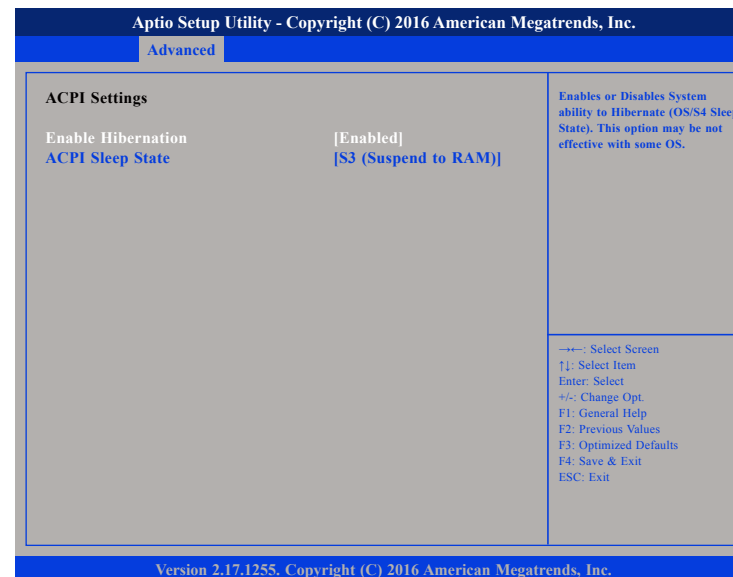 Aptio Setup Utility - Copyright (C) 2016 American Megatrends, Inc.
Advanced
ACPI Settings
Enable Hibernation [Enabled]
ACPI Sleep State [S3 (Suspend to RAM)]
Enables or Disables System
ability to Hibernate (OS/S4 Slee
State). This option may be not
effective with some OS.
→←: Select Screen
↑↓: Select Item
Enter: Select
+/-: Change Opt.
F1: General Help
F2: Previous Values
F3: Optimized Defaults
F4: Save & Exit
ESC: Exit
Version 2.17.1255. Copyright (C) 2016 American Megatrends, Inc.